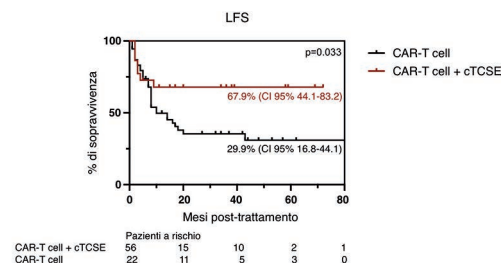 LFS
100
50
0
0
20
40
60
80
% di sopravvivenza
Mesi post-trattamento
p=0.033
67.9% (CI 95% 44.1-83.2)
29.9% (CI 95% 16.8-44.1)
CAR-T cell
CAR-T cell + cTCSE
Pazienti a rischio
CAR-T cell + cTCSE 56 15 10 2 1
CAR-T cell 22 11 5 3 0